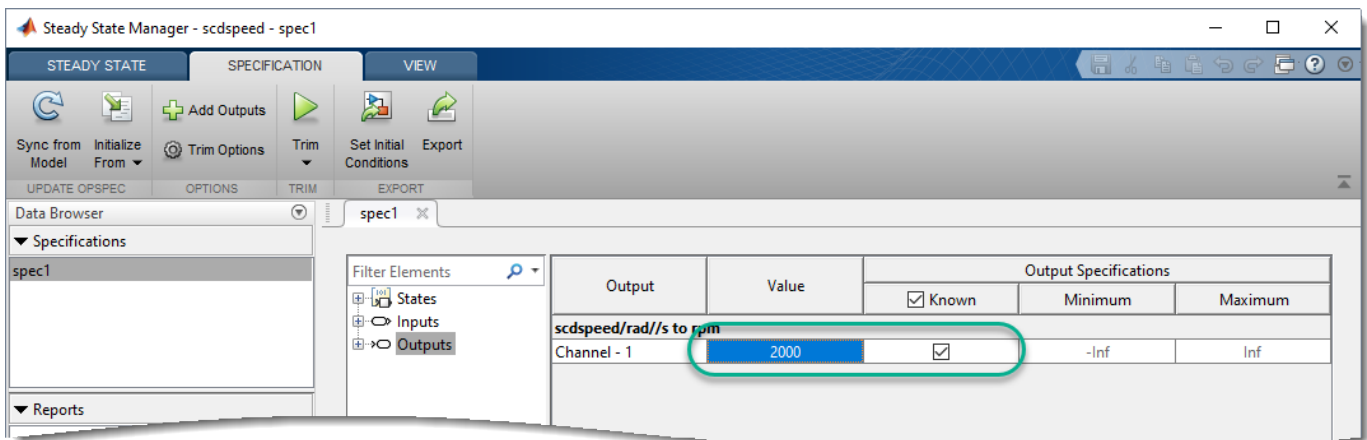 Steady State Manager - scdspeed - spec1
STEADY STATE SPECIFICATION VIEW
Sync from Model
Initialize From
Add Outputs
Trim Options
Trim
Set Initial Conditions
Export
UPDATE OPSPEC OPTIONS TRIM EXPORT
Data Browser
spec1
Specifications
spec1
Reports
Filter Elements
States
Inputs
Outputs
Output Value Output Specifications
Known Minimum Maximum
scdspeed/rad//s to rpm
Channel - 1 2000 -Inf Inf